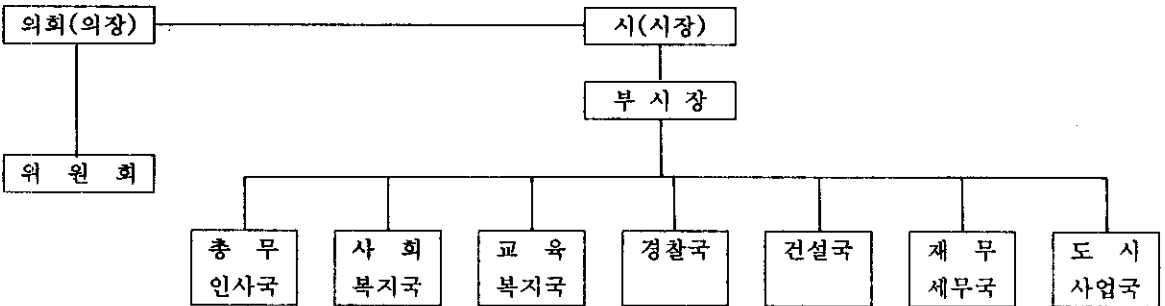 의회(의장) 시(시장)
부 시 장
위 원 회
총 무 사 회 교 육 경찰국 건설국 재 무 도 시
인사국 복지국 복지국 세무국 사업국